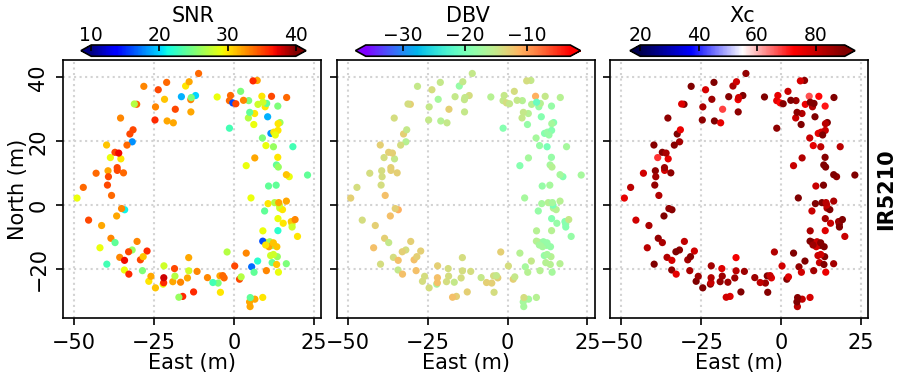 SNR DBV Xc
10 20 30 40 −30 −20 −10 20 40 60 80
40
20
0
−20
North (m)
IR5210
−50 −25 0 25 −50 −25 0 25 −50 −25 0 25
East (m) East (m) East (m)